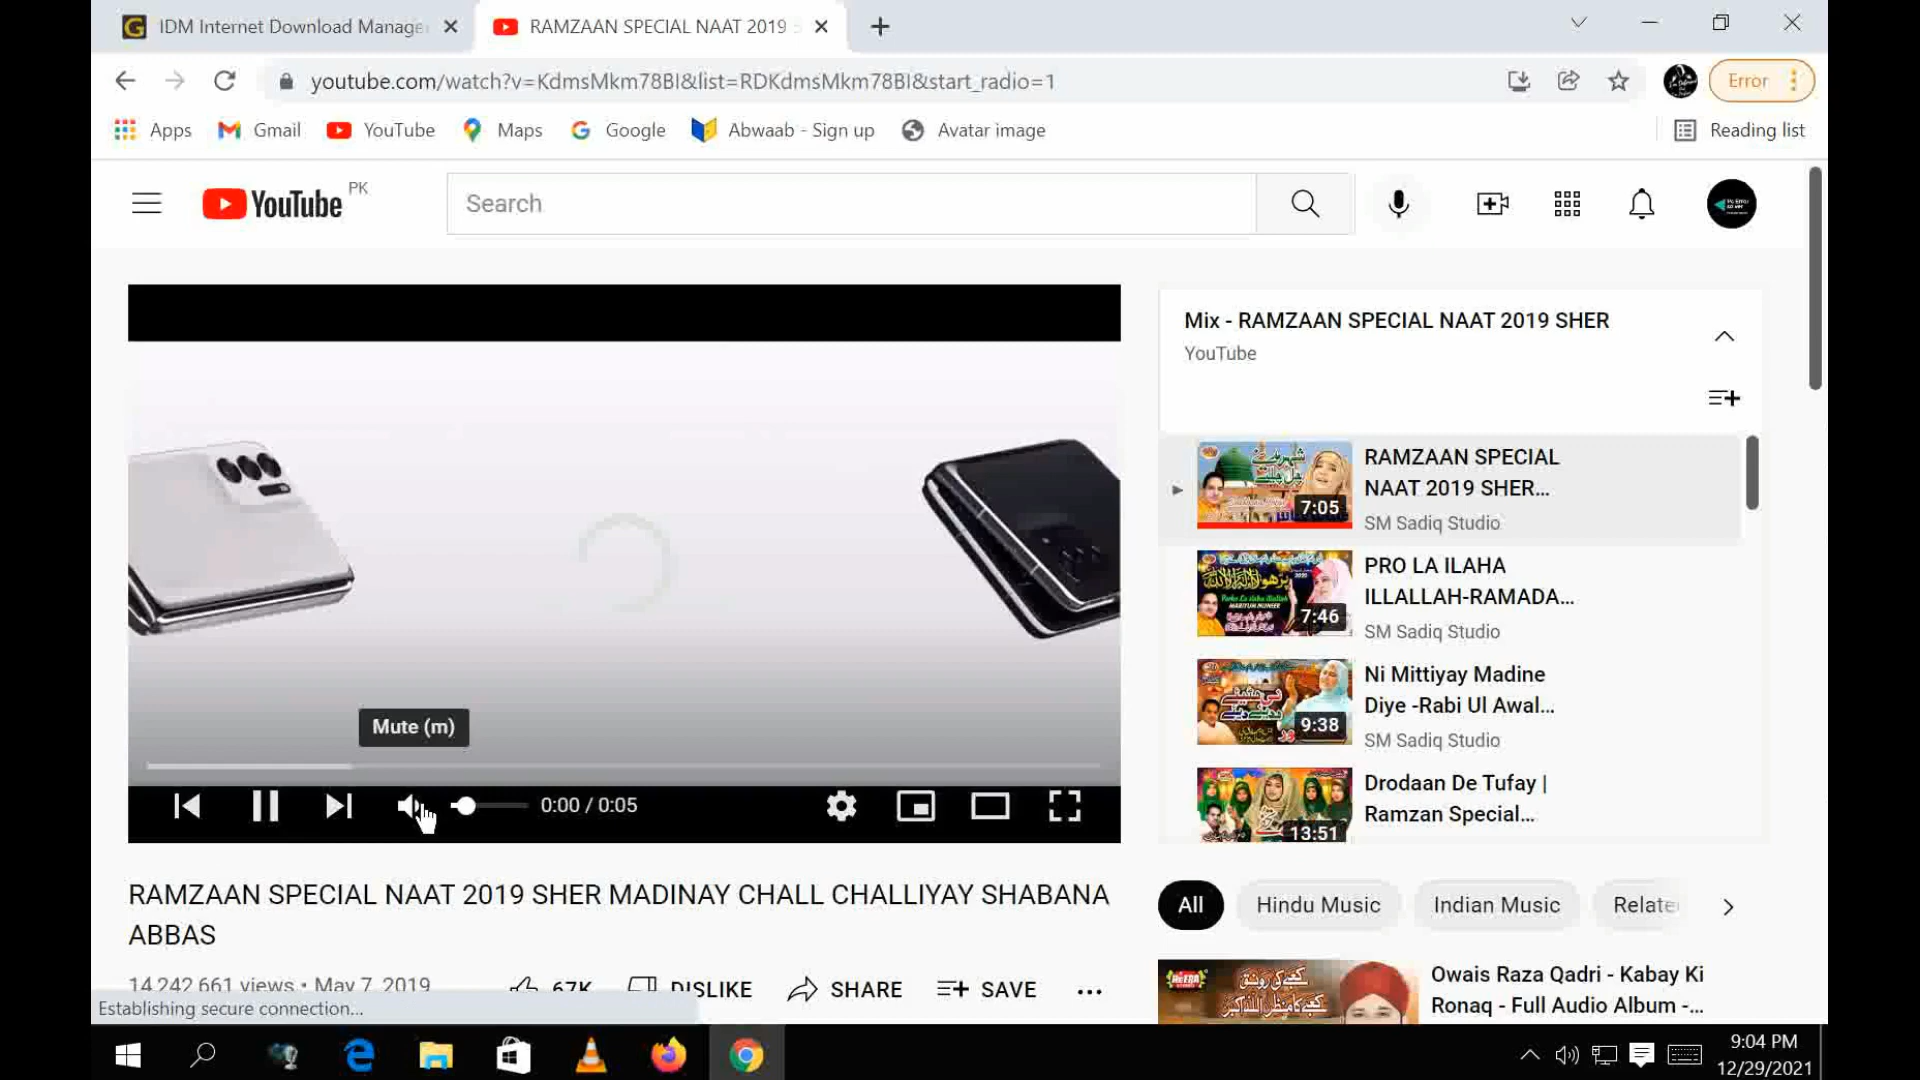 IDM Internet Download Manage
RAMZAAN SPECIAL NAAT 2019
youtube.com/watch?v=KdmsMkm78BI&list=RDKdmsMkm78BI&start_radio=1
Error
Apps
Gmail
YouTube
Maps
Google
Abwaab - Sign up
Avatar image
Reading list
YouTube PK
Search
Mute (m)
0:00 / 0:05
RAMZAAN SPECIAL NAAT 2019 SHER MADINAY CHALL CHALLIYAY SHABANA
ABBAS
14,242,661 views • May 7, 2019
67K
DISLIKE
SHARE
SAVE
Establishing secure connection...
Mix - RAMZAAN SPECIAL NAAT 2019 SHER
YouTube
7:05
RAMZAAN SPECIAL
NAAT 2019 SHER...
SM Sadiq Studio
7:46
PRO LA ILAHA
ILLALLAH-RAMADA...
SM Sadiq Studio
9:38
Ni Mittiyay Madine
Diye -Rabi Ul Awal...
SM Sadiq Studio
13:51
Drodaan De Tufay |
Ramzan Special...
All
Hindu Music
Indian Music
Relate
Owais Raza Qadri - Kabay Ki
Ronaq - Full Audio Album -...
9:04 PM
12/29/2021